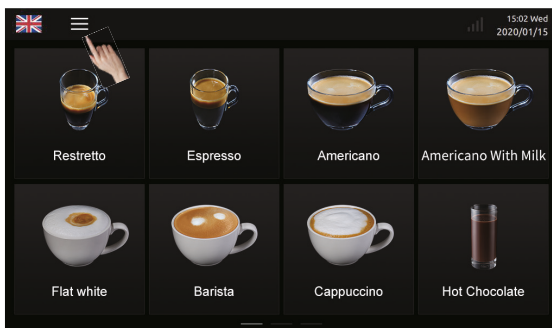 15:02 Wed
2020/01/15
Restretto
Espresso
Americano
Americano With Milk
Flat white
Barista
Cappuccino
Hot Chocolate